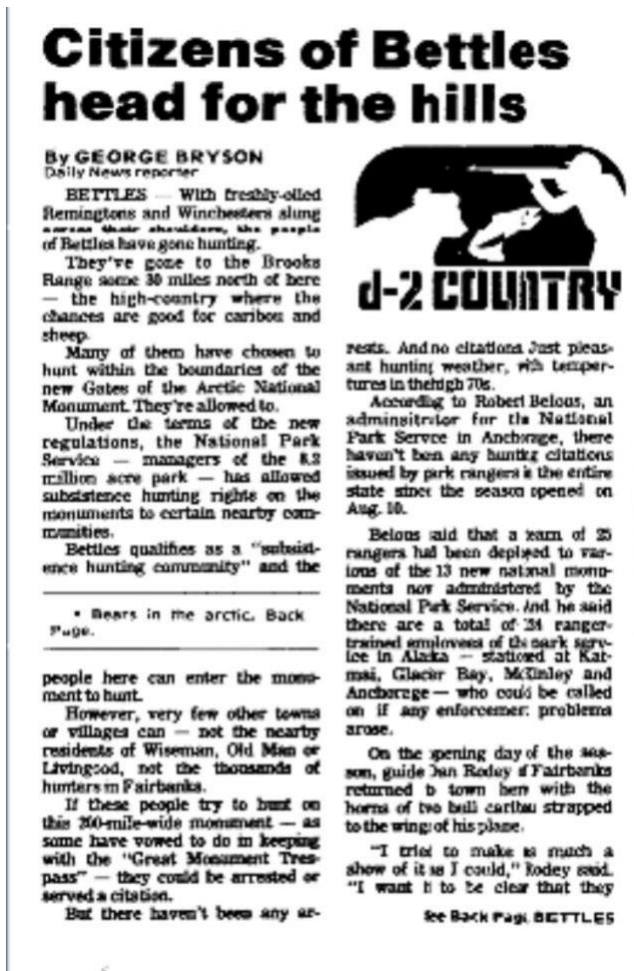 Citizens of Bettles
head for the hills
By GEORGE BRYSON
Daily News reporter
BETTLES — With freshly-oiled
Remingtons and Winchesters slung
across their shoulders, the people
of Bettles have gone hunting.
They've gone to the Brooks
Range some 30 miles north of here
— the high-country where the
chances are good for caribou and
sheep.
Many of them have chosen to
hunt within the boundaries of the
new Gates of the Arctic National
Monument. They're allowed to.
Under the terms of the new
regulations, the National Park
Service — managers of the 8.2
million acre park — has allowed
subsistence hunting rights on the
monuments to certain nearby com-
munities.
Bettles qualifies as a "subsist-
ence hunting community" and the
• Bears in the arctic. Back
Page.
people here can enter the monu-
ment to hunt.
However, very few other towns
or villages can — not the nearby
residents of Wiseman, Old Man or
Livingood, not the thousands of
hunters in Fairbanks.
If these people try to hunt on
this 200-mile-wide monument — as
some have vowed to do in keeping
with the "Great Monument Tres-
pass" — they could be arrested or
served a citation.
But there haven't been any ar-
d-2 COUNTRY
rests. And no citations. Just pleas-
ant hunting weather, with temper-
tures in the high 70s.
According to Robert Belous, an
adminsitrator for the National
Park Service in Anchorage, there
haven't been any hunting citations
issued by park rangers in the entire
state since the season opened on
Aug. 10.
Belous said that a team of 25
rangers had been deployed to var-
ious of the 13 new national monu-
ments now administered by the
National Park Service. And he said
there are a total of ranger-
trained employees of the park serv-
ice in Alaska — stationed at Kat-
mai, Glacier Bay, McKinley and
Anchorage — who could be called
on if any enforcement problems
arose.
On the opening day of the sea-
son, guide Dan Rodey of Fairbanks
returned to town here with the
horns of two bull caribou strapped
to the wings of his plane.
"I tried to make as much a
show of it as I could," Rodey said.
"I want it to be clear that they
See Back Page, BETTLES